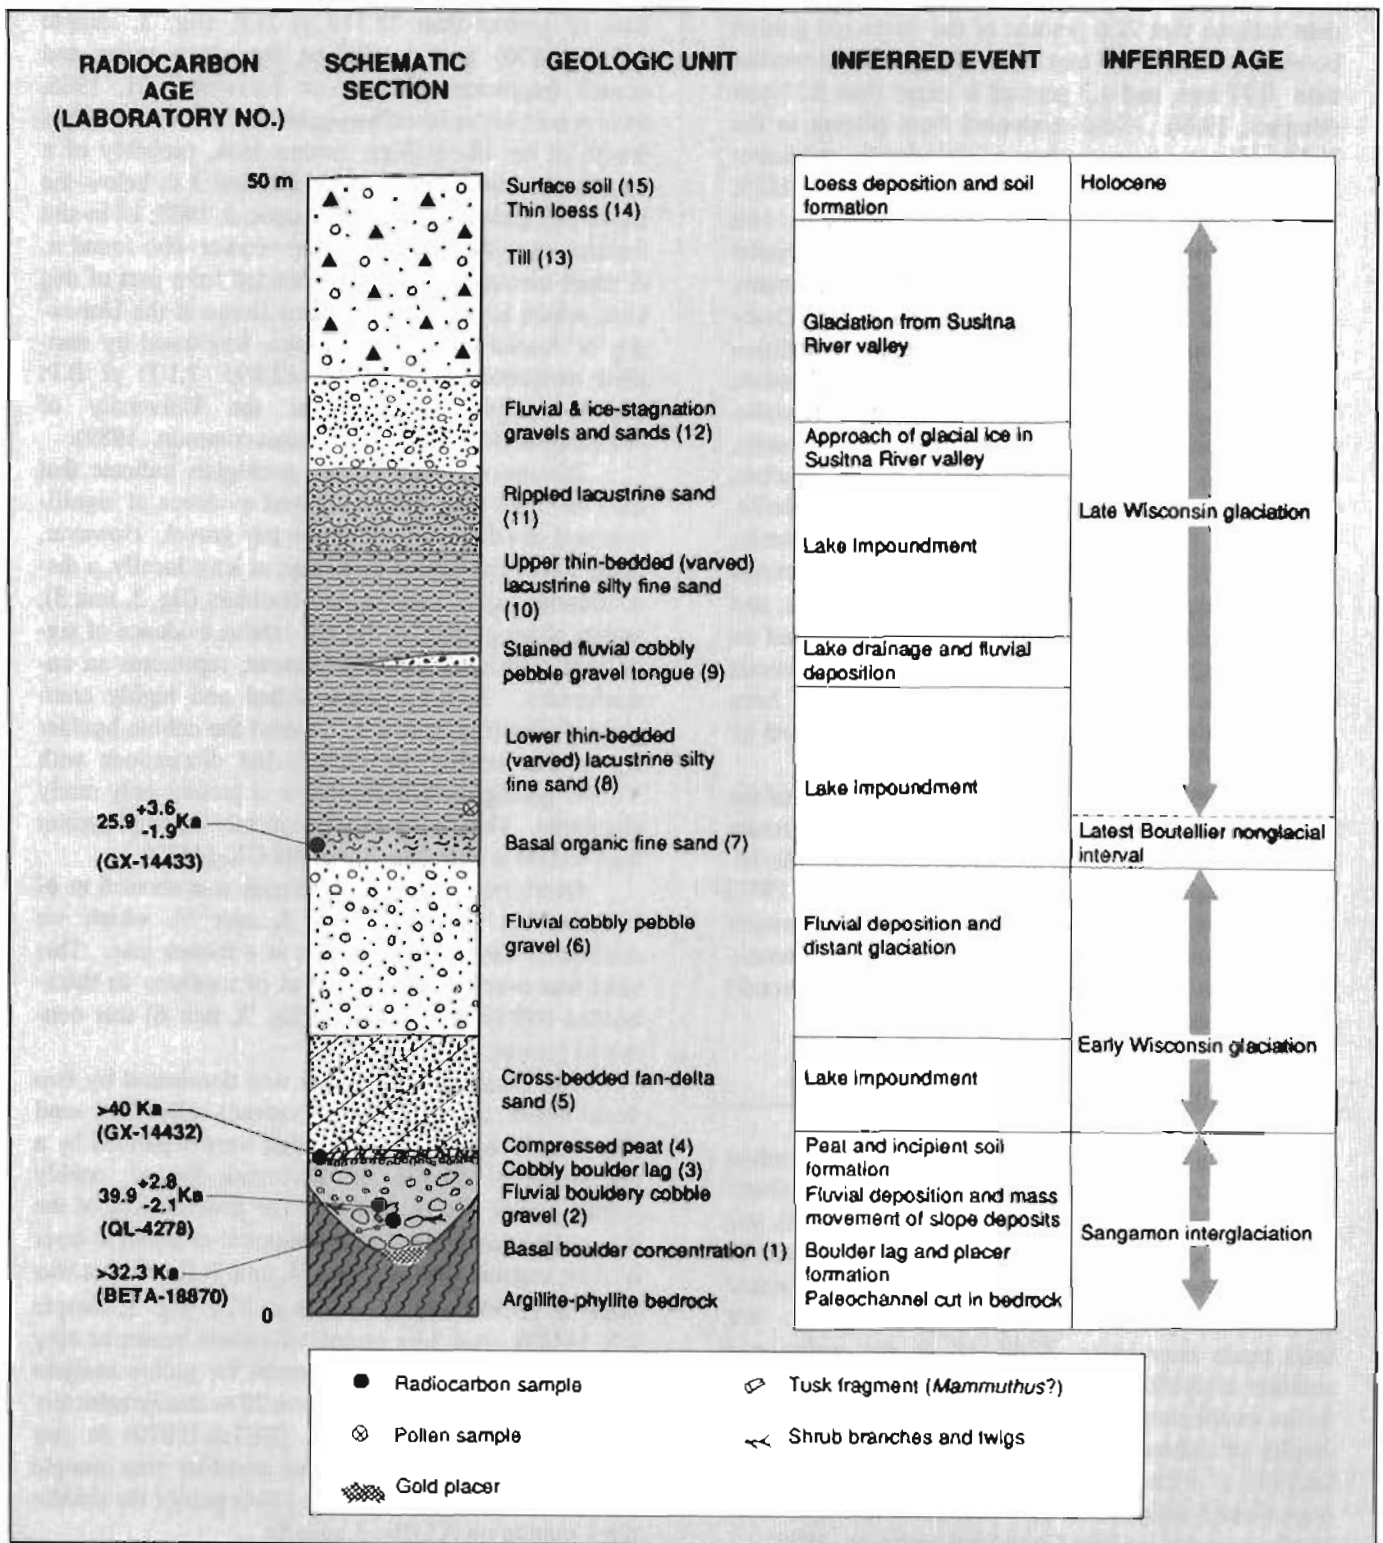 RADIOCARBON
AGE
(LABORATORY NO.)
SCHEMATIC
SECTION
GEOLOGIC UNIT
INFERRED EVENT
INFERRED AGE
50 m
Surface soil (15)
Thin loess (14)
Till (13)
Fluvial & ice-stagnation
gravels and sands (12)
Rippled lacustrine sand
(11)
Upper thin-bedded (varved)
lacustrine silty fine sand
(10)
Stained fluvial cobbly
pebble gravel tongue (9)
Lower thin-bedded
(varved) lacustrine silty
fine sand (8)
Basal organic fine sand (7)
Fluvial cobbly pebble
gravel (6)
Cross-bedded fan-delta
sand (5)
Compressed peat (4)
Cobbly boulder lag (3)
Fluvial bouldery cobble
gravel (2)
Basal boulder concentration (1)
Argillite-phyllite bedrock
25.9 +3.6 -1.9 Ka
(GX-14433)
>40 Ka
(GX-14432)
39.9 +2.8 -2.1 Ka
(QL-4278)
>32.3 Ka
(BETA-18870)
0
Loess deposition and soil
formation
Glaciation from Susitna
River valley
Approach of glacial ice in
Susitna River valley
Lake Impoundment
Lake drainage and fluvial
deposition
Lake Impoundment
Fluvial deposition and
distant glaciation
Lake Impoundment
Peat and incipient soil
formation
Fluvial deposition and mass
movement of slope deposits
Boulder lag and placer
formation
Paleochannel cut in bedrock
Holocene
Late Wisconsin glaciation
Latest Boutellier nonglacial
interval
Early Wisconsin glaciation
Sangamon interglaciation
Radiocarbon sample
Pollen sample
Gold placer
Tusk fragment (Mammuthus?)
Shrub branches and twigs